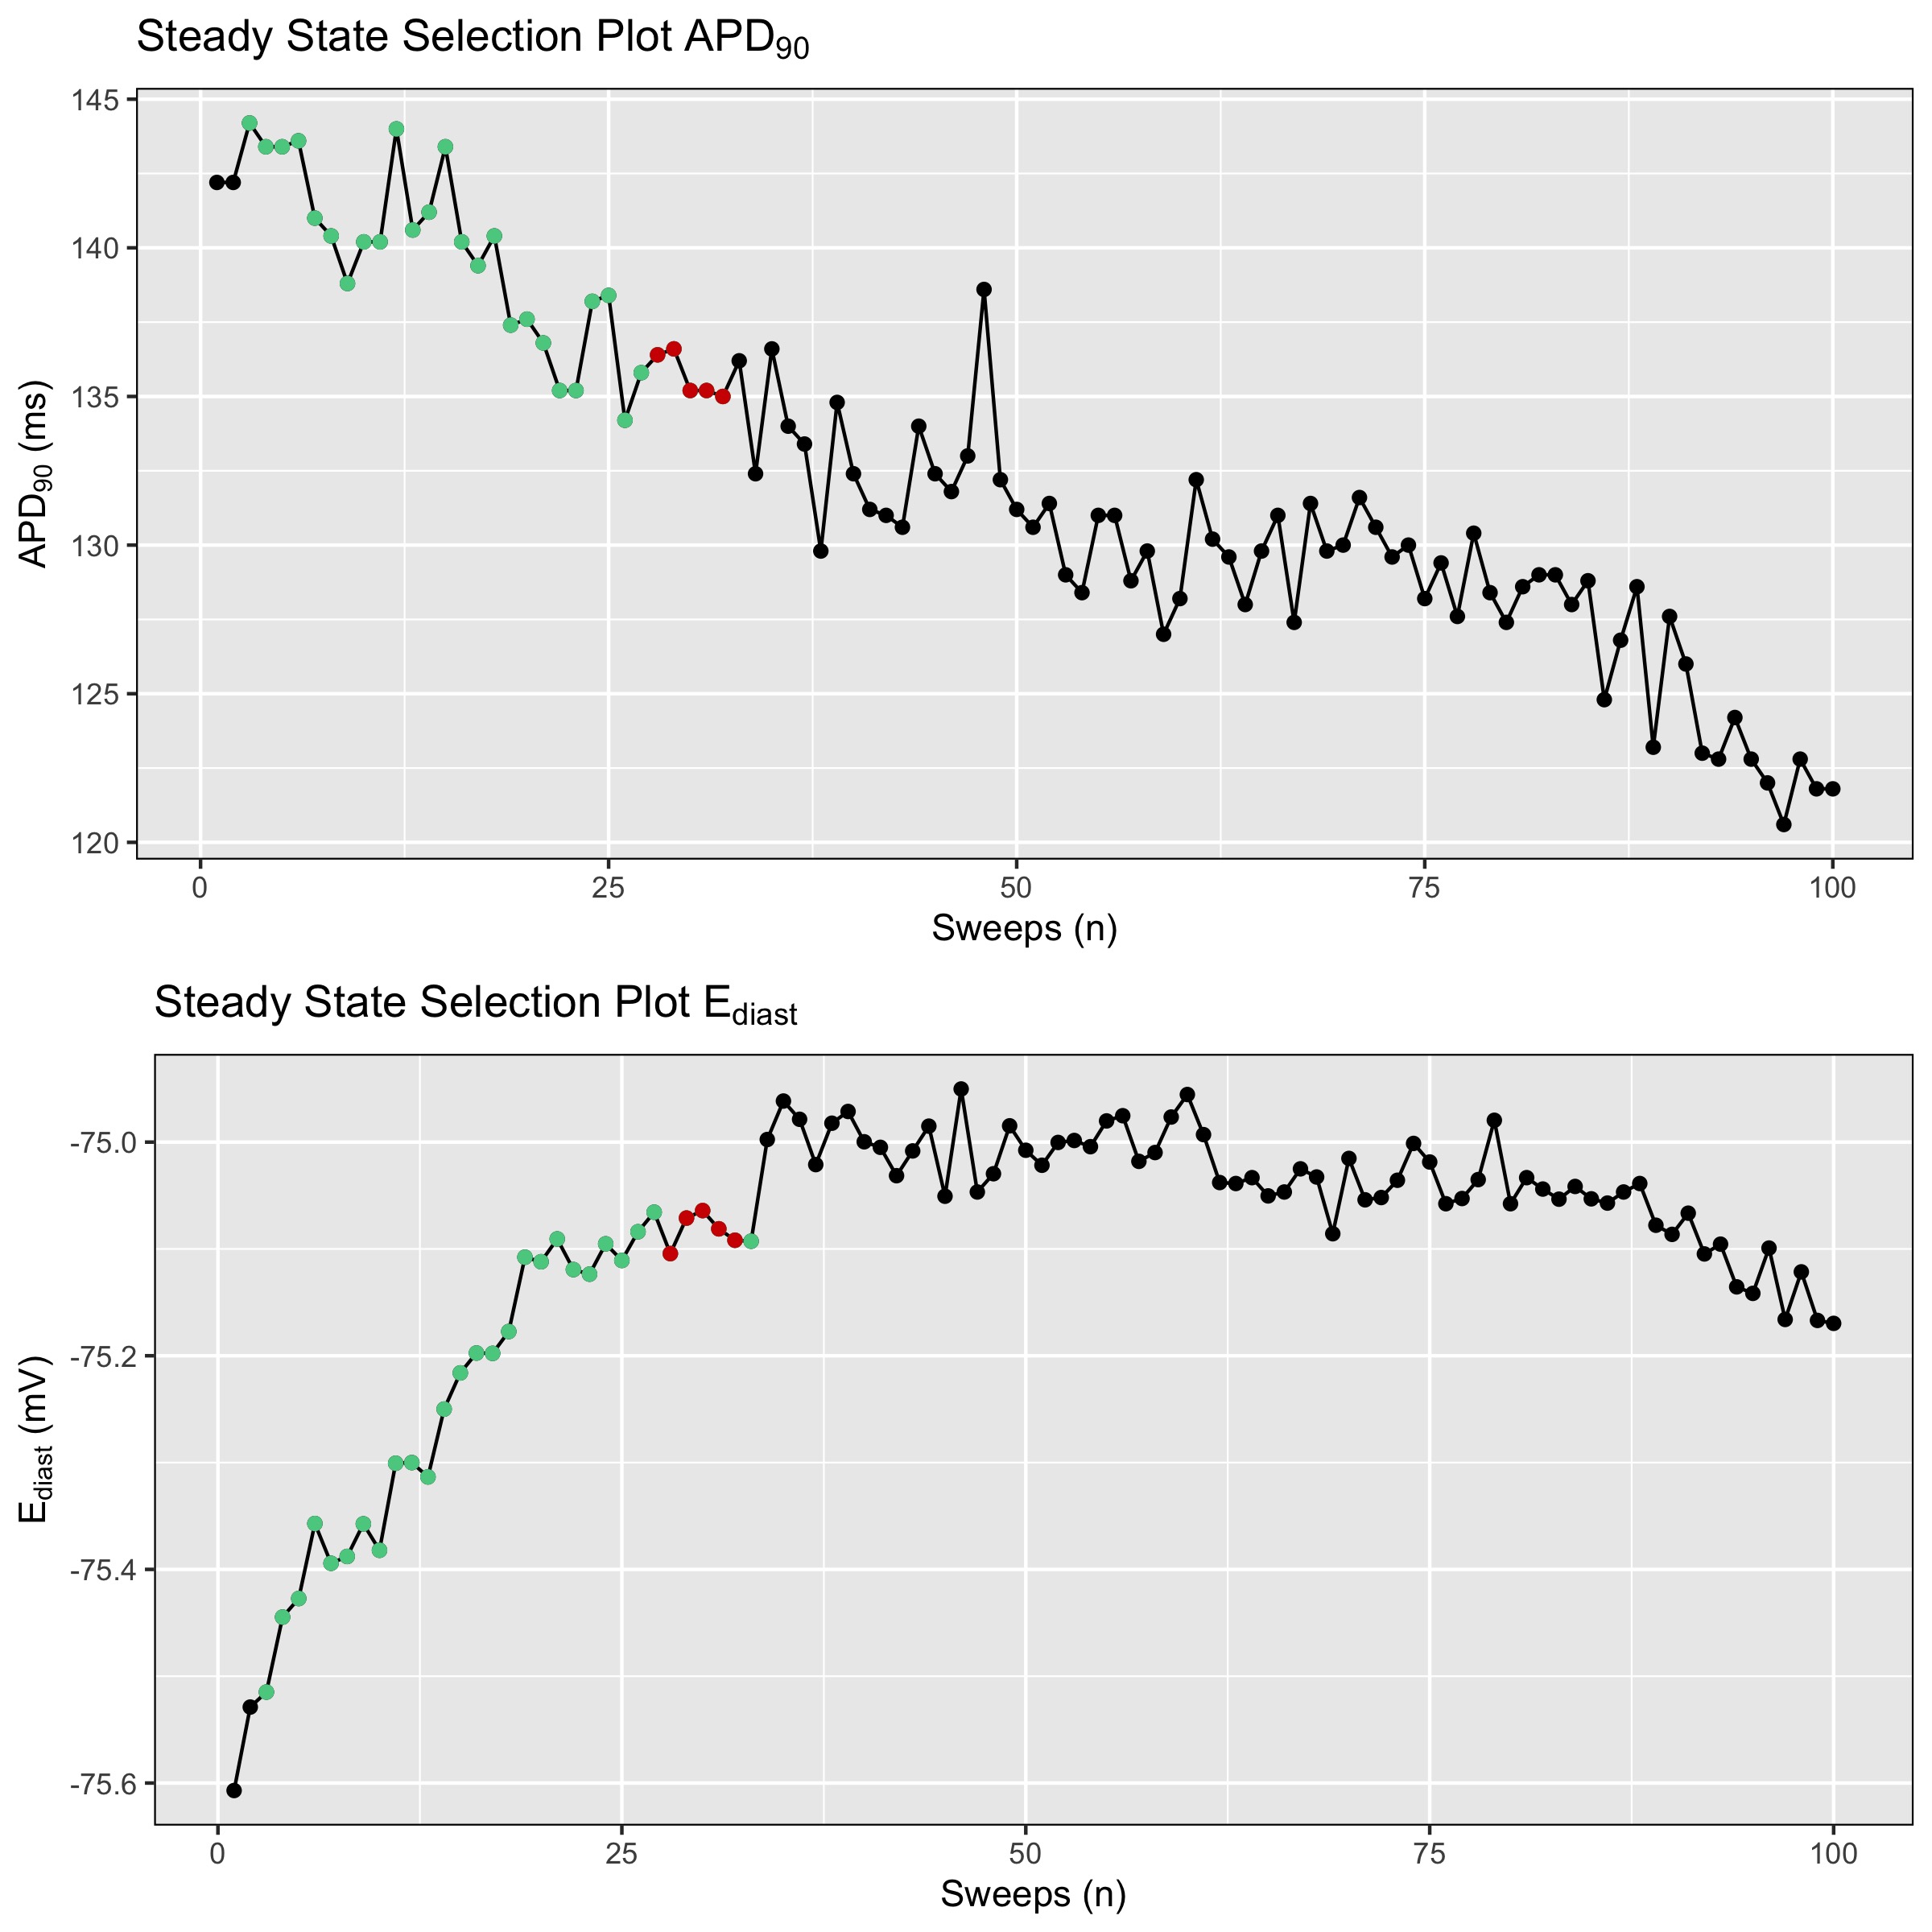 Steady State Selection Plot APD90
145
140
135
130
125
120
APD90 (ms)
0 25 50 75 100
Sweeps (n)
Steady State Selection Plot Ediast
-75.0
-75.2
-75.4
-75.6
Ediast (mV)
0 25 50 75 100
Sweeps (n)